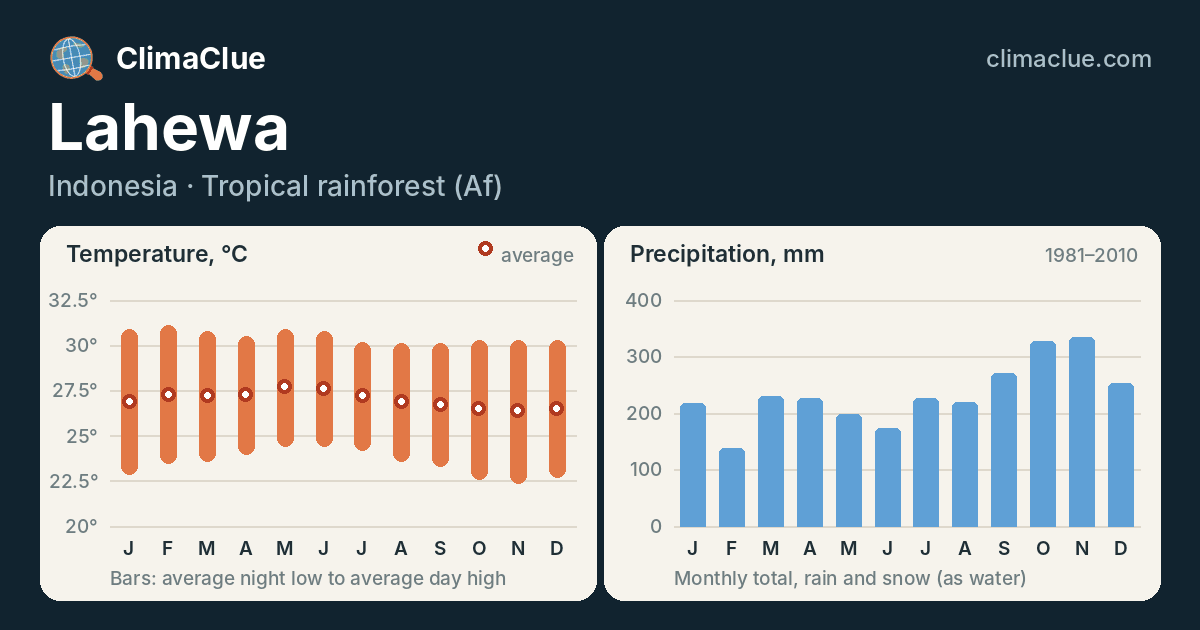 ClimaClue
climaclue.com
Lahewa
Indonesia · Tropical rainforest (Af)
Temperature, °C
average
32.5°
30°
27.5°
25°
22.5°
20°
J F M A M J J A S O N D
Bars: average night low to average day high
Precipitation, mm
1981–2010
400
300
200
100
0
J F M A M J J A S O N D
Monthly total, rain and snow (as water)